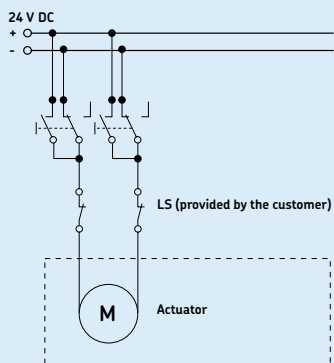 24 V DC
+
-
LS (provided by the customer)
M
Actuator